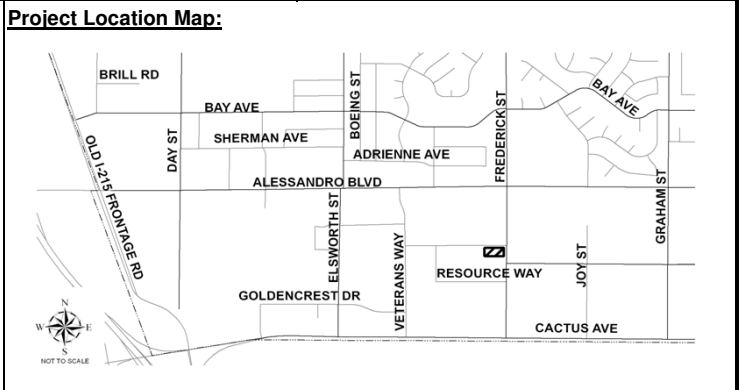 Project Location Map:
BRILL RD
BAY AVE
BOEING ST
FREDERICK ST
BAY AVE
DAY ST
SHERMAN AVE
ADRIENNE AVE
OLD I-215 FRONTAGE RD
ALESSANDRO BLVD
GRAHAM ST
ELSWORTH ST
VETERANS WAY
RESOURCE WAY
JOY ST
GOLDENCREST DR
CACTUS AVE
N
W E
S
NOT TO SCALE